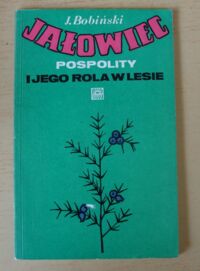 J. Bobiński
JAŁOWIEC
POSPOLITY
I JEGO ROLA W LESIE